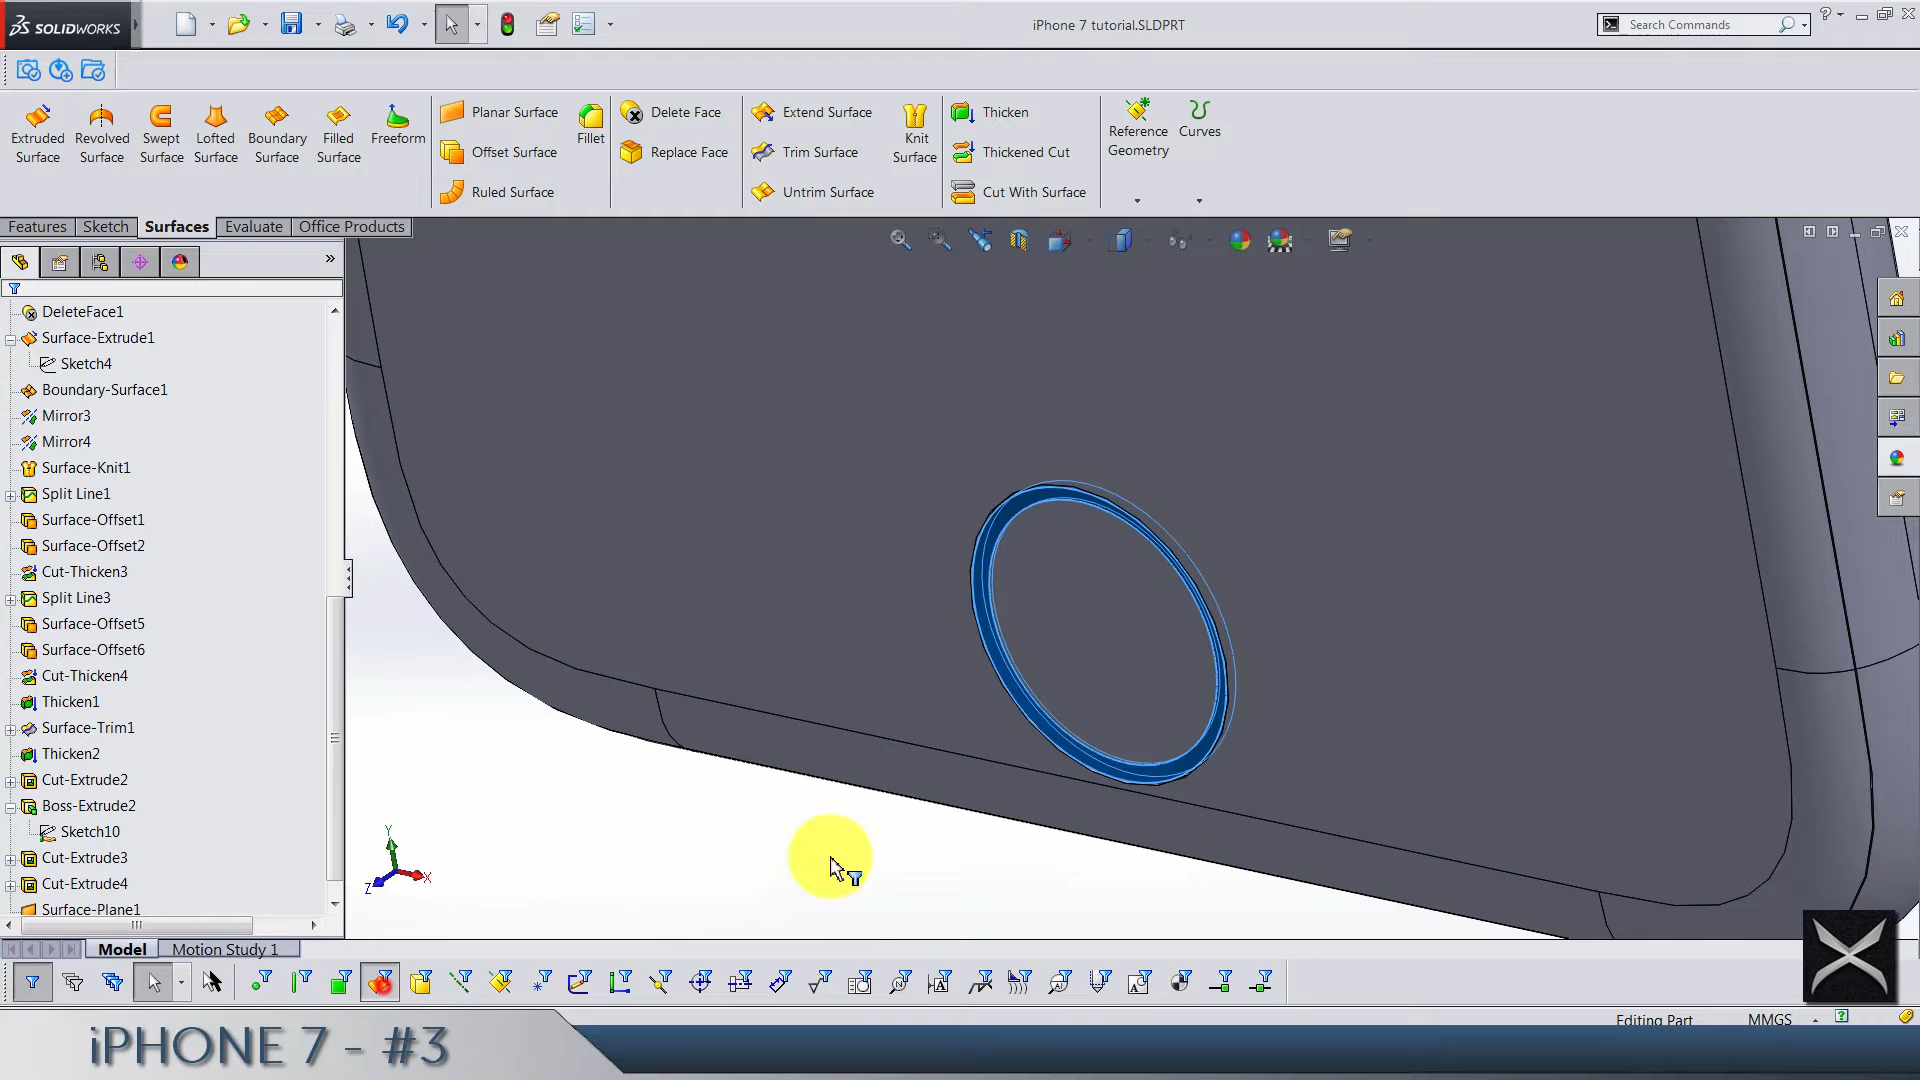 SOLIDWORKS
iPhone 7 tutorial.SLDPRT
Search Commands
?
Extruded Surface
Revolved Surface
Swept Surface
Lofted Surface
Boundary Surface
Filled Surface
Freeform
Planar Surface
Offset Surface
Ruled Surface
Fillet
Delete Face
Replace Face
Extend Surface
Trim Surface
Untrim Surface
Knit Surface
Thicken
Thickened Cut
Cut With Surface
Reference Geometry
Curves
Features Sketch Surfaces Evaluate Office Products
DeleteFace1
Surface-Extrude1
Sketch4
Boundary-Surface1
Mirror3
Mirror4
Surface-Knit1
Split Line1
Surface-Offset1
Surface-Offset2
Cut-Thicken3
Split Line3
Surface-Offset5
Surface-Offset6
Cut-Thicken4
Thicken1
Surface-Trim1
Thicken2
Cut-Extrude2
Boss-Extrude2
Sketch10
Cut-Extrude3
Cut-Extrude4
Surface-Plane1
Y
X
Z
Model Motion Study 1
Editing Part MMGS ?
iPHONE 7 - #3